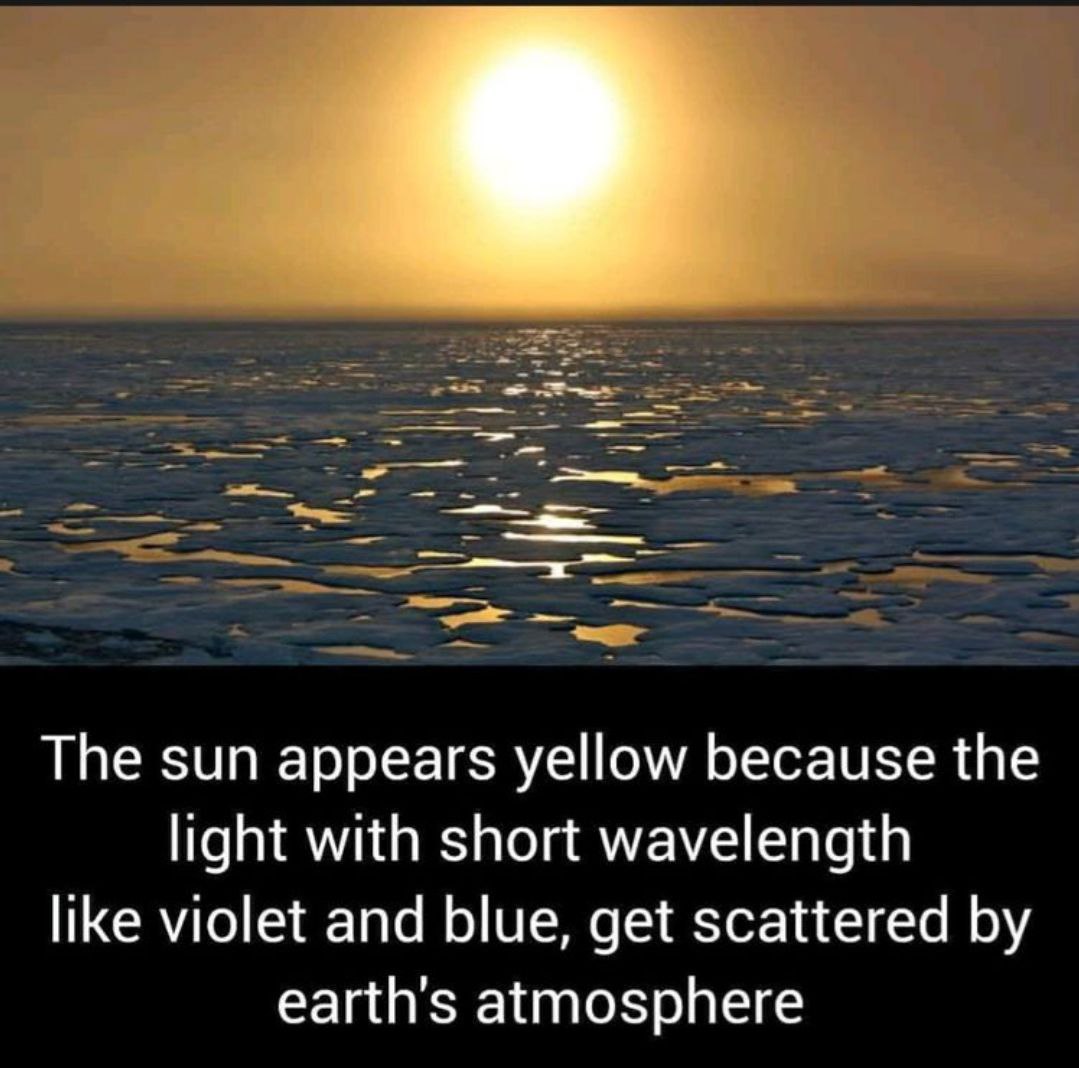 The sun appears yellow because the
light with short wavelength
like violet and blue, get scattered by
earth's atmosphere